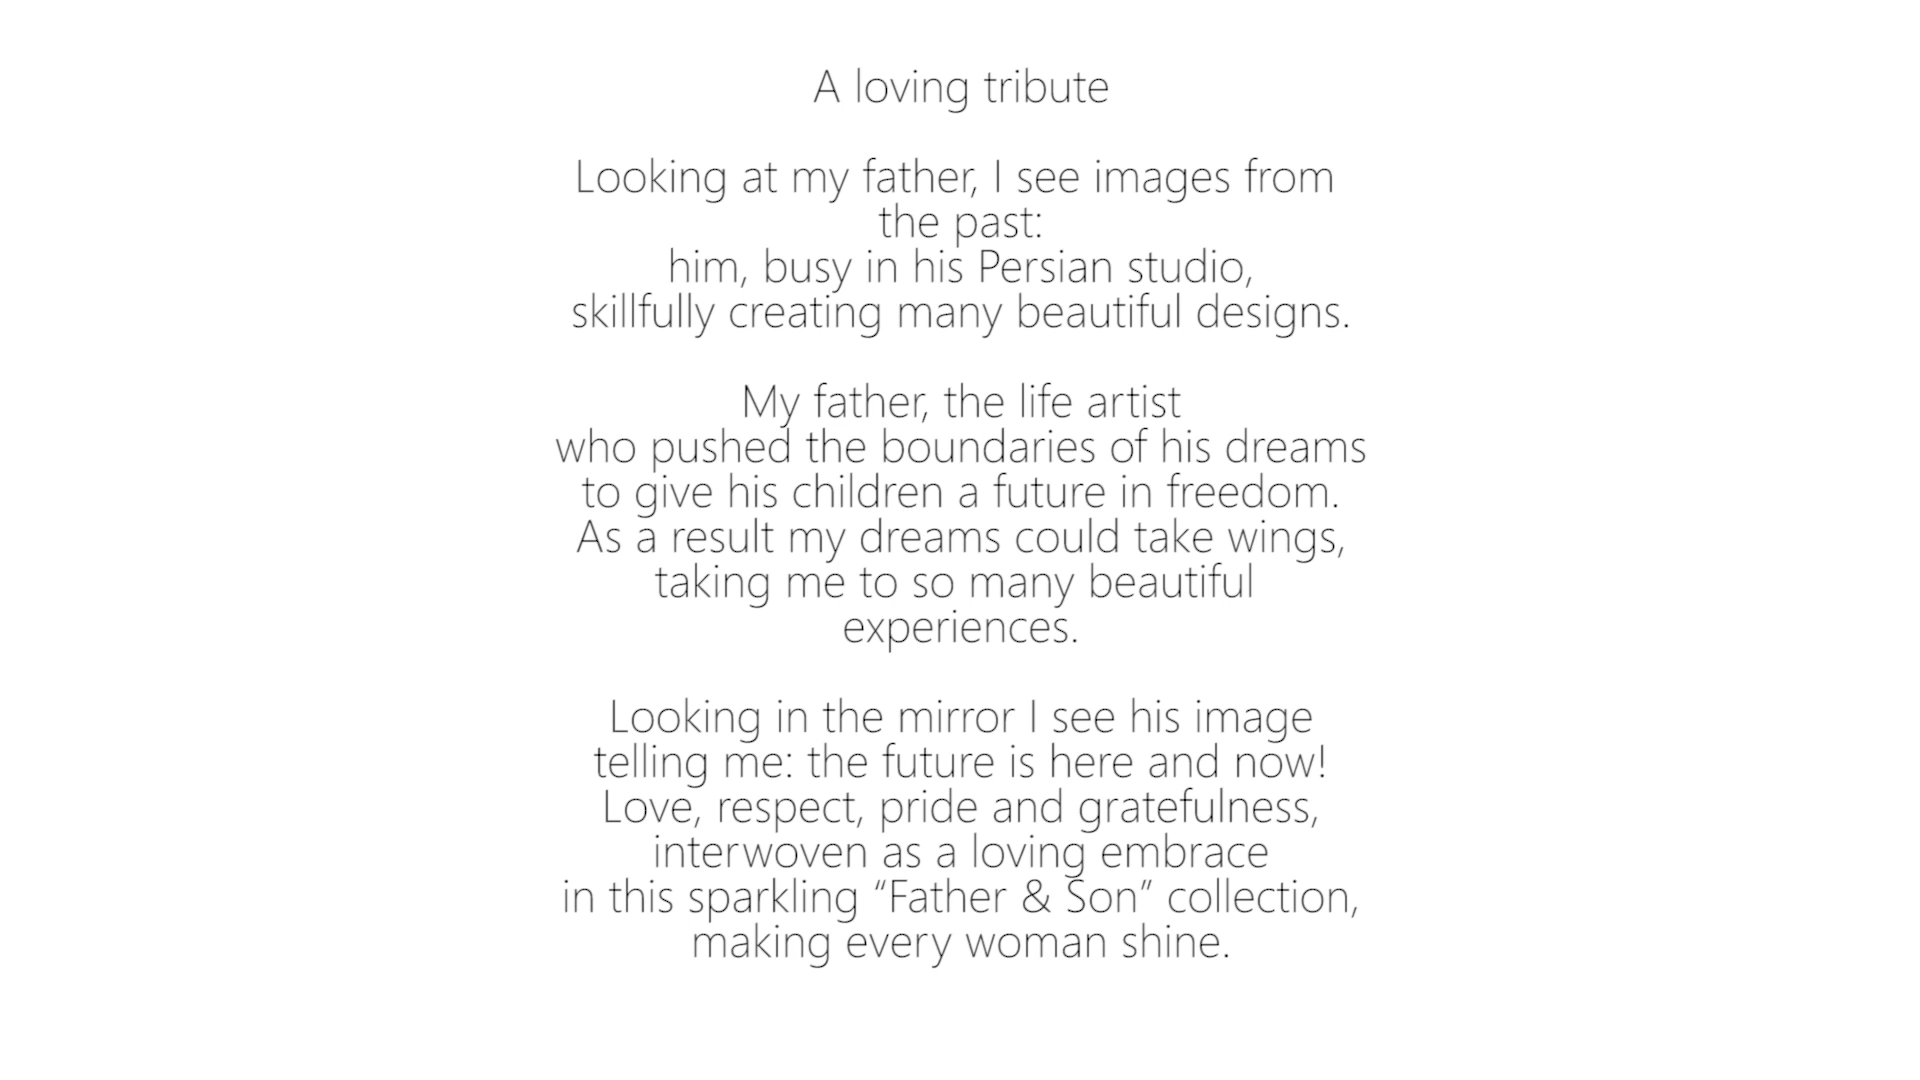 A loving tribute
Looking at my father, I see images from
the past:
him, busy in his Persian studio,
skillfully creating many beautiful designs.
My father, the life artist
who pushed the boundaries of his dreams
to give his children a future in freedom.
As a result my dreams could take wings,
taking me to so many beautiful
experiences.
Looking in the mirror I see his image
telling me: the future is here and now!
Love, respect, pride and gratefulness,
interwoven as a loving embrace
in this sparkling “Father & Son” collection,
making every woman shine.